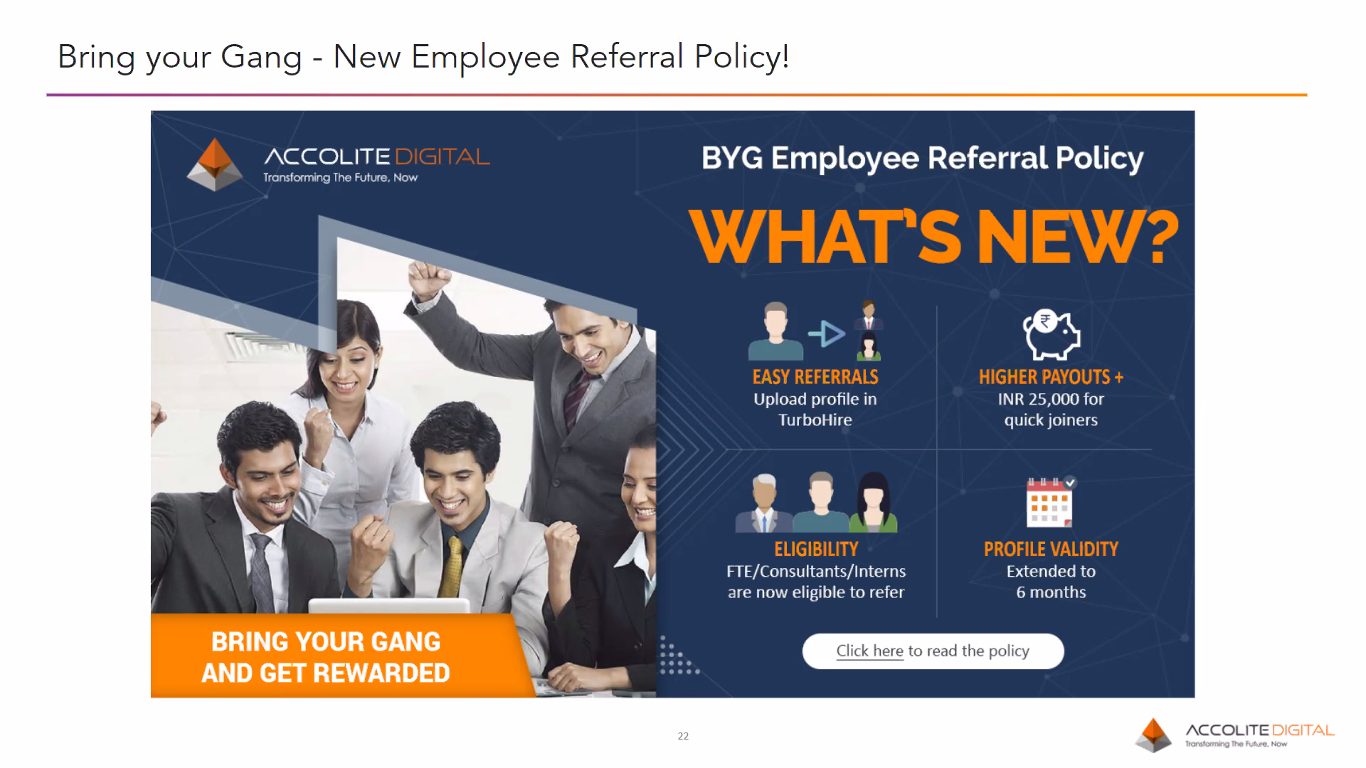 Bring your Gang - New Employee Referral Policy!
ACCOLITE DIGITAL
Transforming The Future, Now
BYG Employee Referral Policy
WHAT'S NEW?
EASY REFERRALS
Upload profile in
TurboHire
₹
HIGHER PAYOUTS +
INR 25,000 for
quick joiners
ELIGIBILITY
FTE/Consultants/Interns
are now eligible to refer
PROFILE VALIDITY
Extended to
6 months
BRING YOUR GANG
AND GET REWARDED
Click here to read the policy
22
ACCOLITE DIGITAL
Transforming The Future, Now